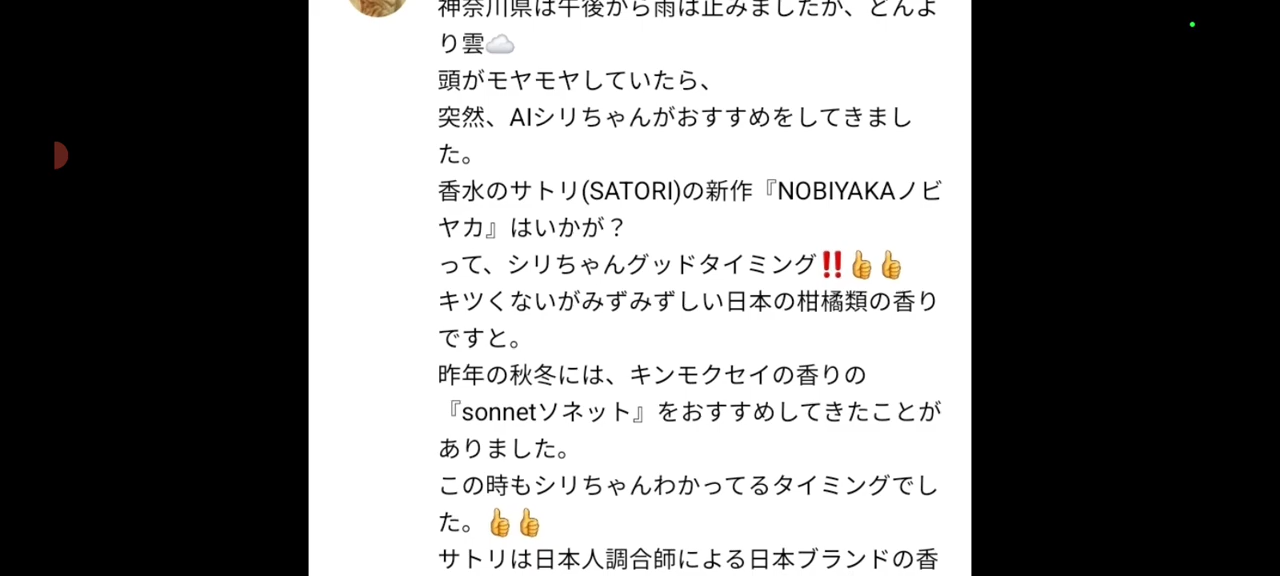 神奈川県は午後から雨は止みましたが、どんよ
り雲☁️
頭がモヤモヤしていたら、
突然、AIシリちゃんがおすすめをしてきまし
た。
香水のサトリ(SATORI)の新作『NOBIYAKAノビ
ヤカ』はいかが？
って、シリちゃんグッドタイミング‼️👍👍
キツくないがみずみずしい日本の柑橘類の香り
ですと。
昨年の秋冬には、キンモクセイの香りの
『sonnetソネット』をおすすめしてきたことが
ありました。
この時もシリちゃんわかってるタイミングでし
た。👍👍
サトリは日本人調合師による日本ブランドの香